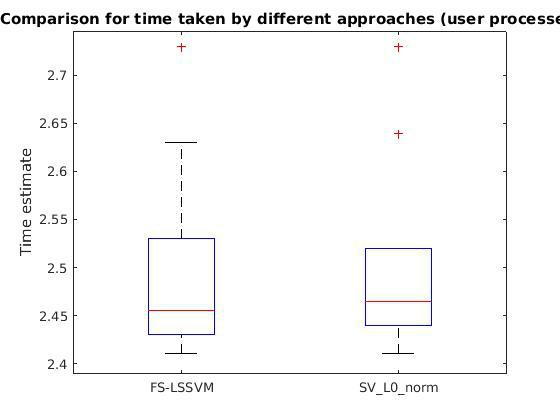 Comparison for time taken by different approaches (user processe
2.7
2.65
2.6
2.55
2.5
2.45
2.4
Time estimate
FS-LSSVM
SV_L0_norm